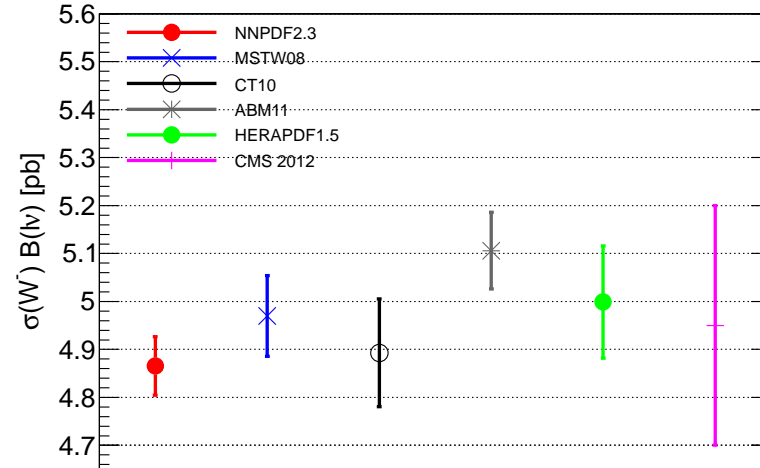 5.6
5.5
5.4
5.3
5.2
5.1
5
4.9
4.8
4.7
σ(W⁻) B(lν) [pb]
NNPDF2.3
MSTW08
CT10
ABM11
HERAPDF1.5
CMS 2012